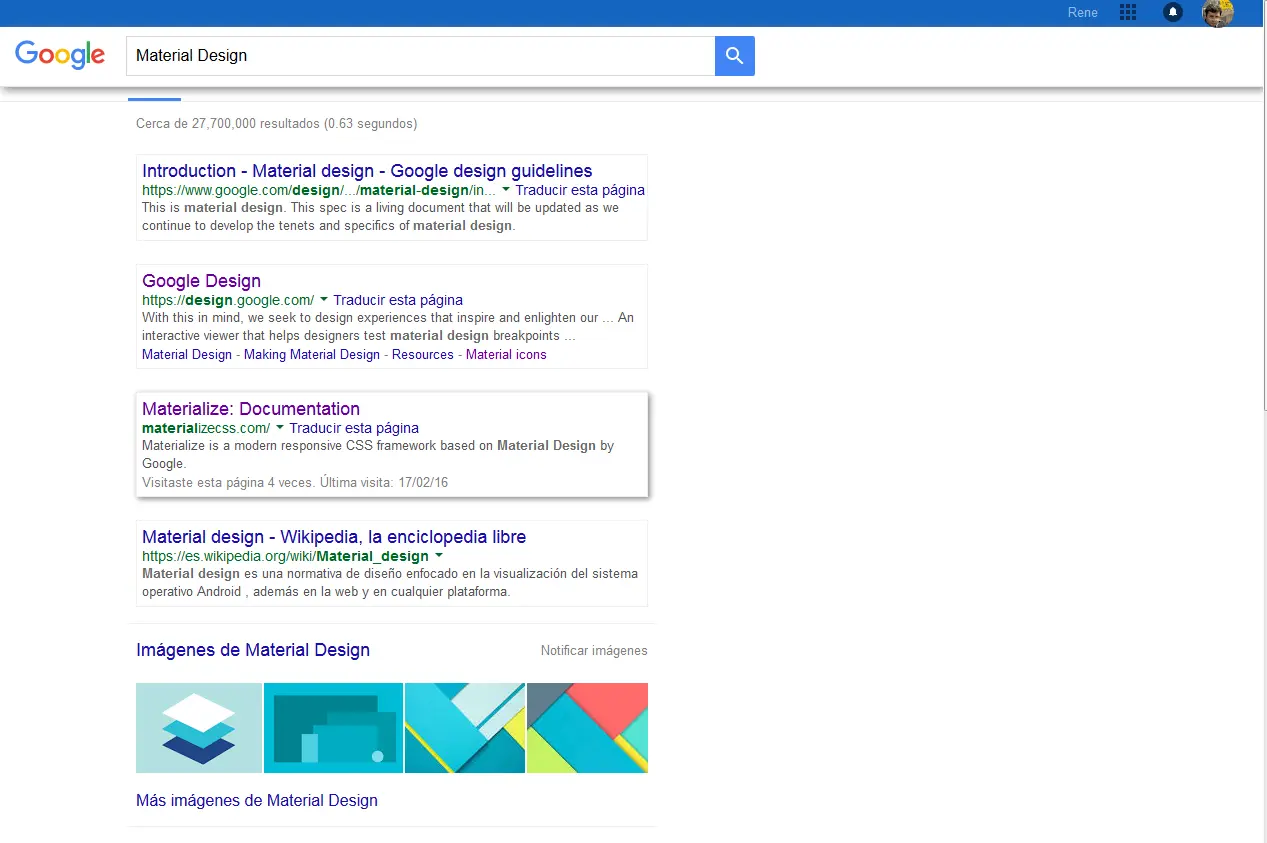 Rene
Google
Material Design
Cerca de 27,700,000 resultados (0.63 segundos)
Introduction - Material design - Google design guidelines
https://www.google.com/design/.../material-design/in... Traducir esta página
This is material design. This spec is a living document that will be updated as we
continue to develop the tenets and specifics of material design.
Google Design
https://design.google.com/ Traducir esta página
With this in mind, we seek to design experiences that inspire and enlighten our ... An
interactive viewer that helps designers test material design breakpoints ...
Material Design - Making Material Design - Resources - Material icons
Materialize: Documentation
materializecss.com/ Traducir esta página
Materialize is a modern responsive CSS framework based on Material Design by
Google.
Visitaste esta página 4 veces. Última visita: 17/02/16
Material design - Wikipedia, la enciclopedia libre
https://es.wikipedia.org/wiki/Material_design
Material design es una normativa de diseño enfocado en la visualización del sistema
operativo Android , además en la web y en cualquier plataforma.
Imágenes de Material Design Notificar imágenes
Más imágenes de Material Design